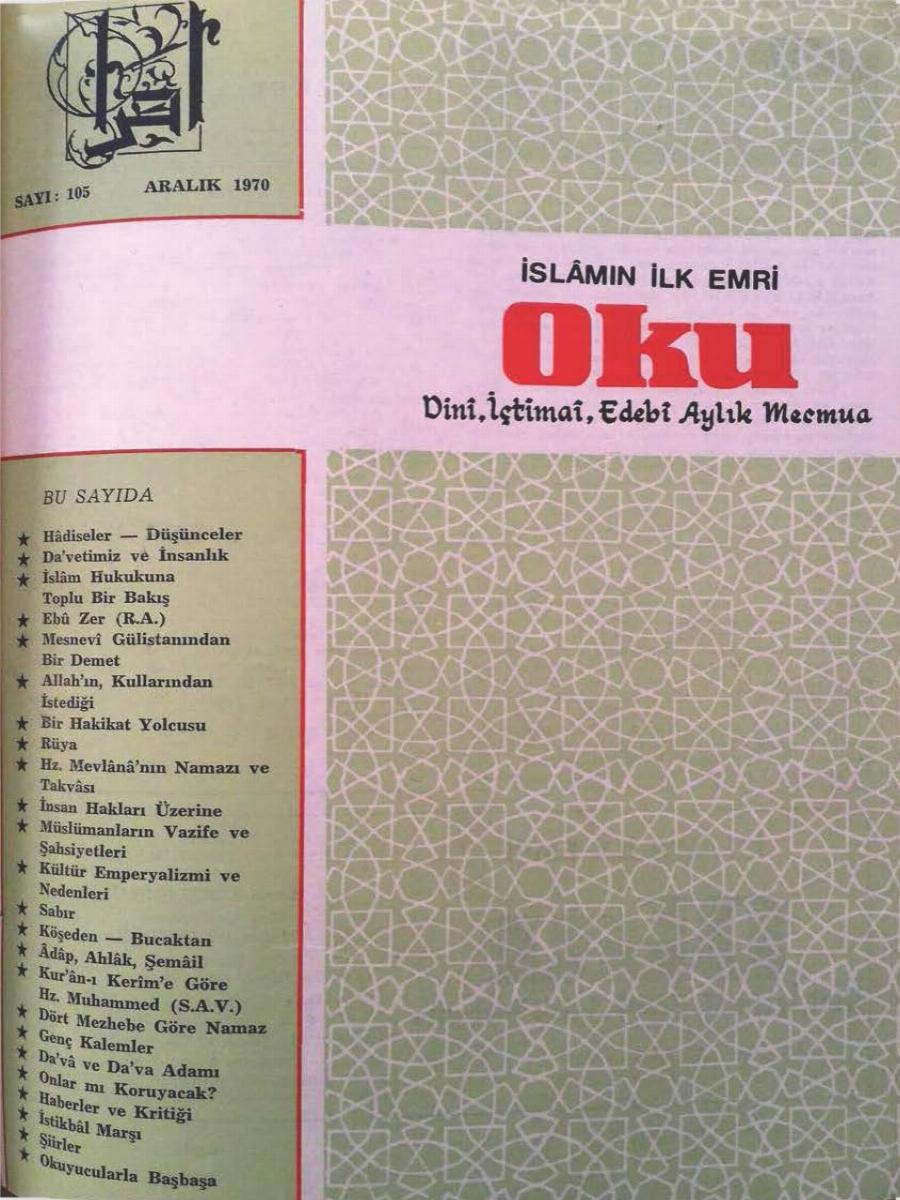 SAYI: 105 ARALIK 1970
İSLÂMIN İLK EMRİ
Oku
Dinî, İçtimaî, Edebî Aylık Mecmua
BU SAYIDA
★ Hâdiseler — Düşünceler
★ Da'vetimiz ve İnsanlık
★ İslâm Hukukuna
Toplu Bir Bakış
★ Ebû Zer (R.A.)
★ Mesnevî Gülistanından
Bir Demet
★ Allah'ın, Kullarından
İstediği
★ Bir Hakikat Yolcusu
★ Rüya
★ Hz. Mevlânâ'nın Namazı ve
Takvâsı
★ İnsan Hakları Üzerine
★ Müslümanların Vazife ve
Şahsiyetleri
★ Kültür Emperyalizmi ve
Nedenleri
★ Sabır
★ Köşeden — Bucaktan
★ Âdâp, Ahlâk, Şemâil
★ Kur'ân-ı Kerîm'e Göre
Hz. Muhammed (S.A.V.)
★ Dört Mezhebe Göre Namaz
★ Genç Kalemler
★ Da'vâ ve Da'va Adamı
★ Onlar mı Koruyacak?
★ Haberler ve Kritiği
★ İstikbâl Marşı
★ Şiirler
★ Okuyucularla Başbaşa